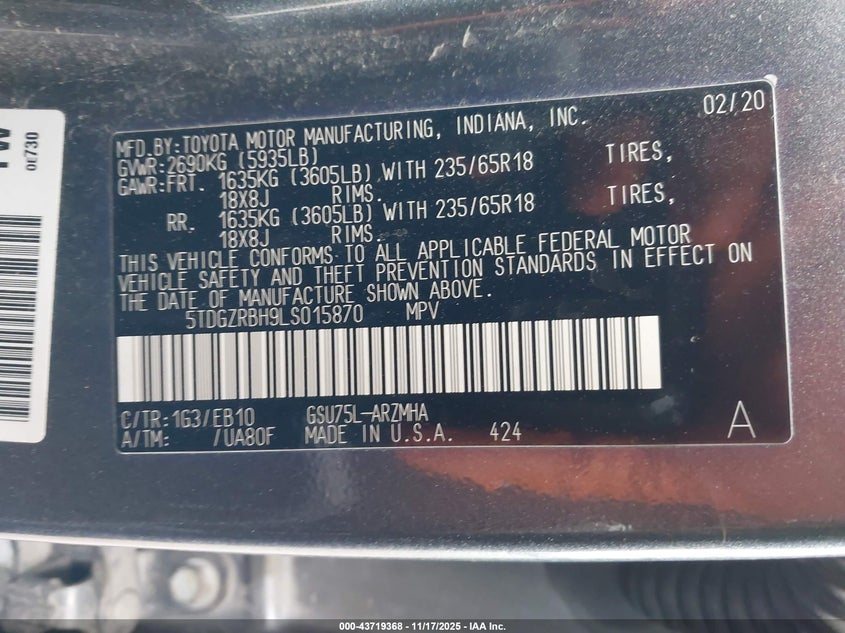 02/20
MFD.BY:TOYOTA MOTOR MANUFACTURING, INDIANA, INC.
GVWR:2690KG (5935LB)
GAWR:FRT. 1635KG (3605LB) WITH 235/65R18 TIRES,
18X8J RIMS.
RR. 1635KG (3605LB) WITH 235/65R18 TIRES,
18X8J RIMS.
THIS VEHICLE CONFORMS TO ALL APPLICABLE FEDERAL MOTOR
VEHICLE SAFETY AND THEFT PREVENTION STANDARDS IN EFFECT ON
THE DATE OF MANUFACTURE SHOWN ABOVE.
5TDGZRBH9LS015870 MPV
C/TR:1G3/EB10 GSU75L-ARZMHA
A/TM: /UA80F MADE IN U.S.A. 424
A
0E730
000-43719368 - 11/17/2025 - IAA Inc.